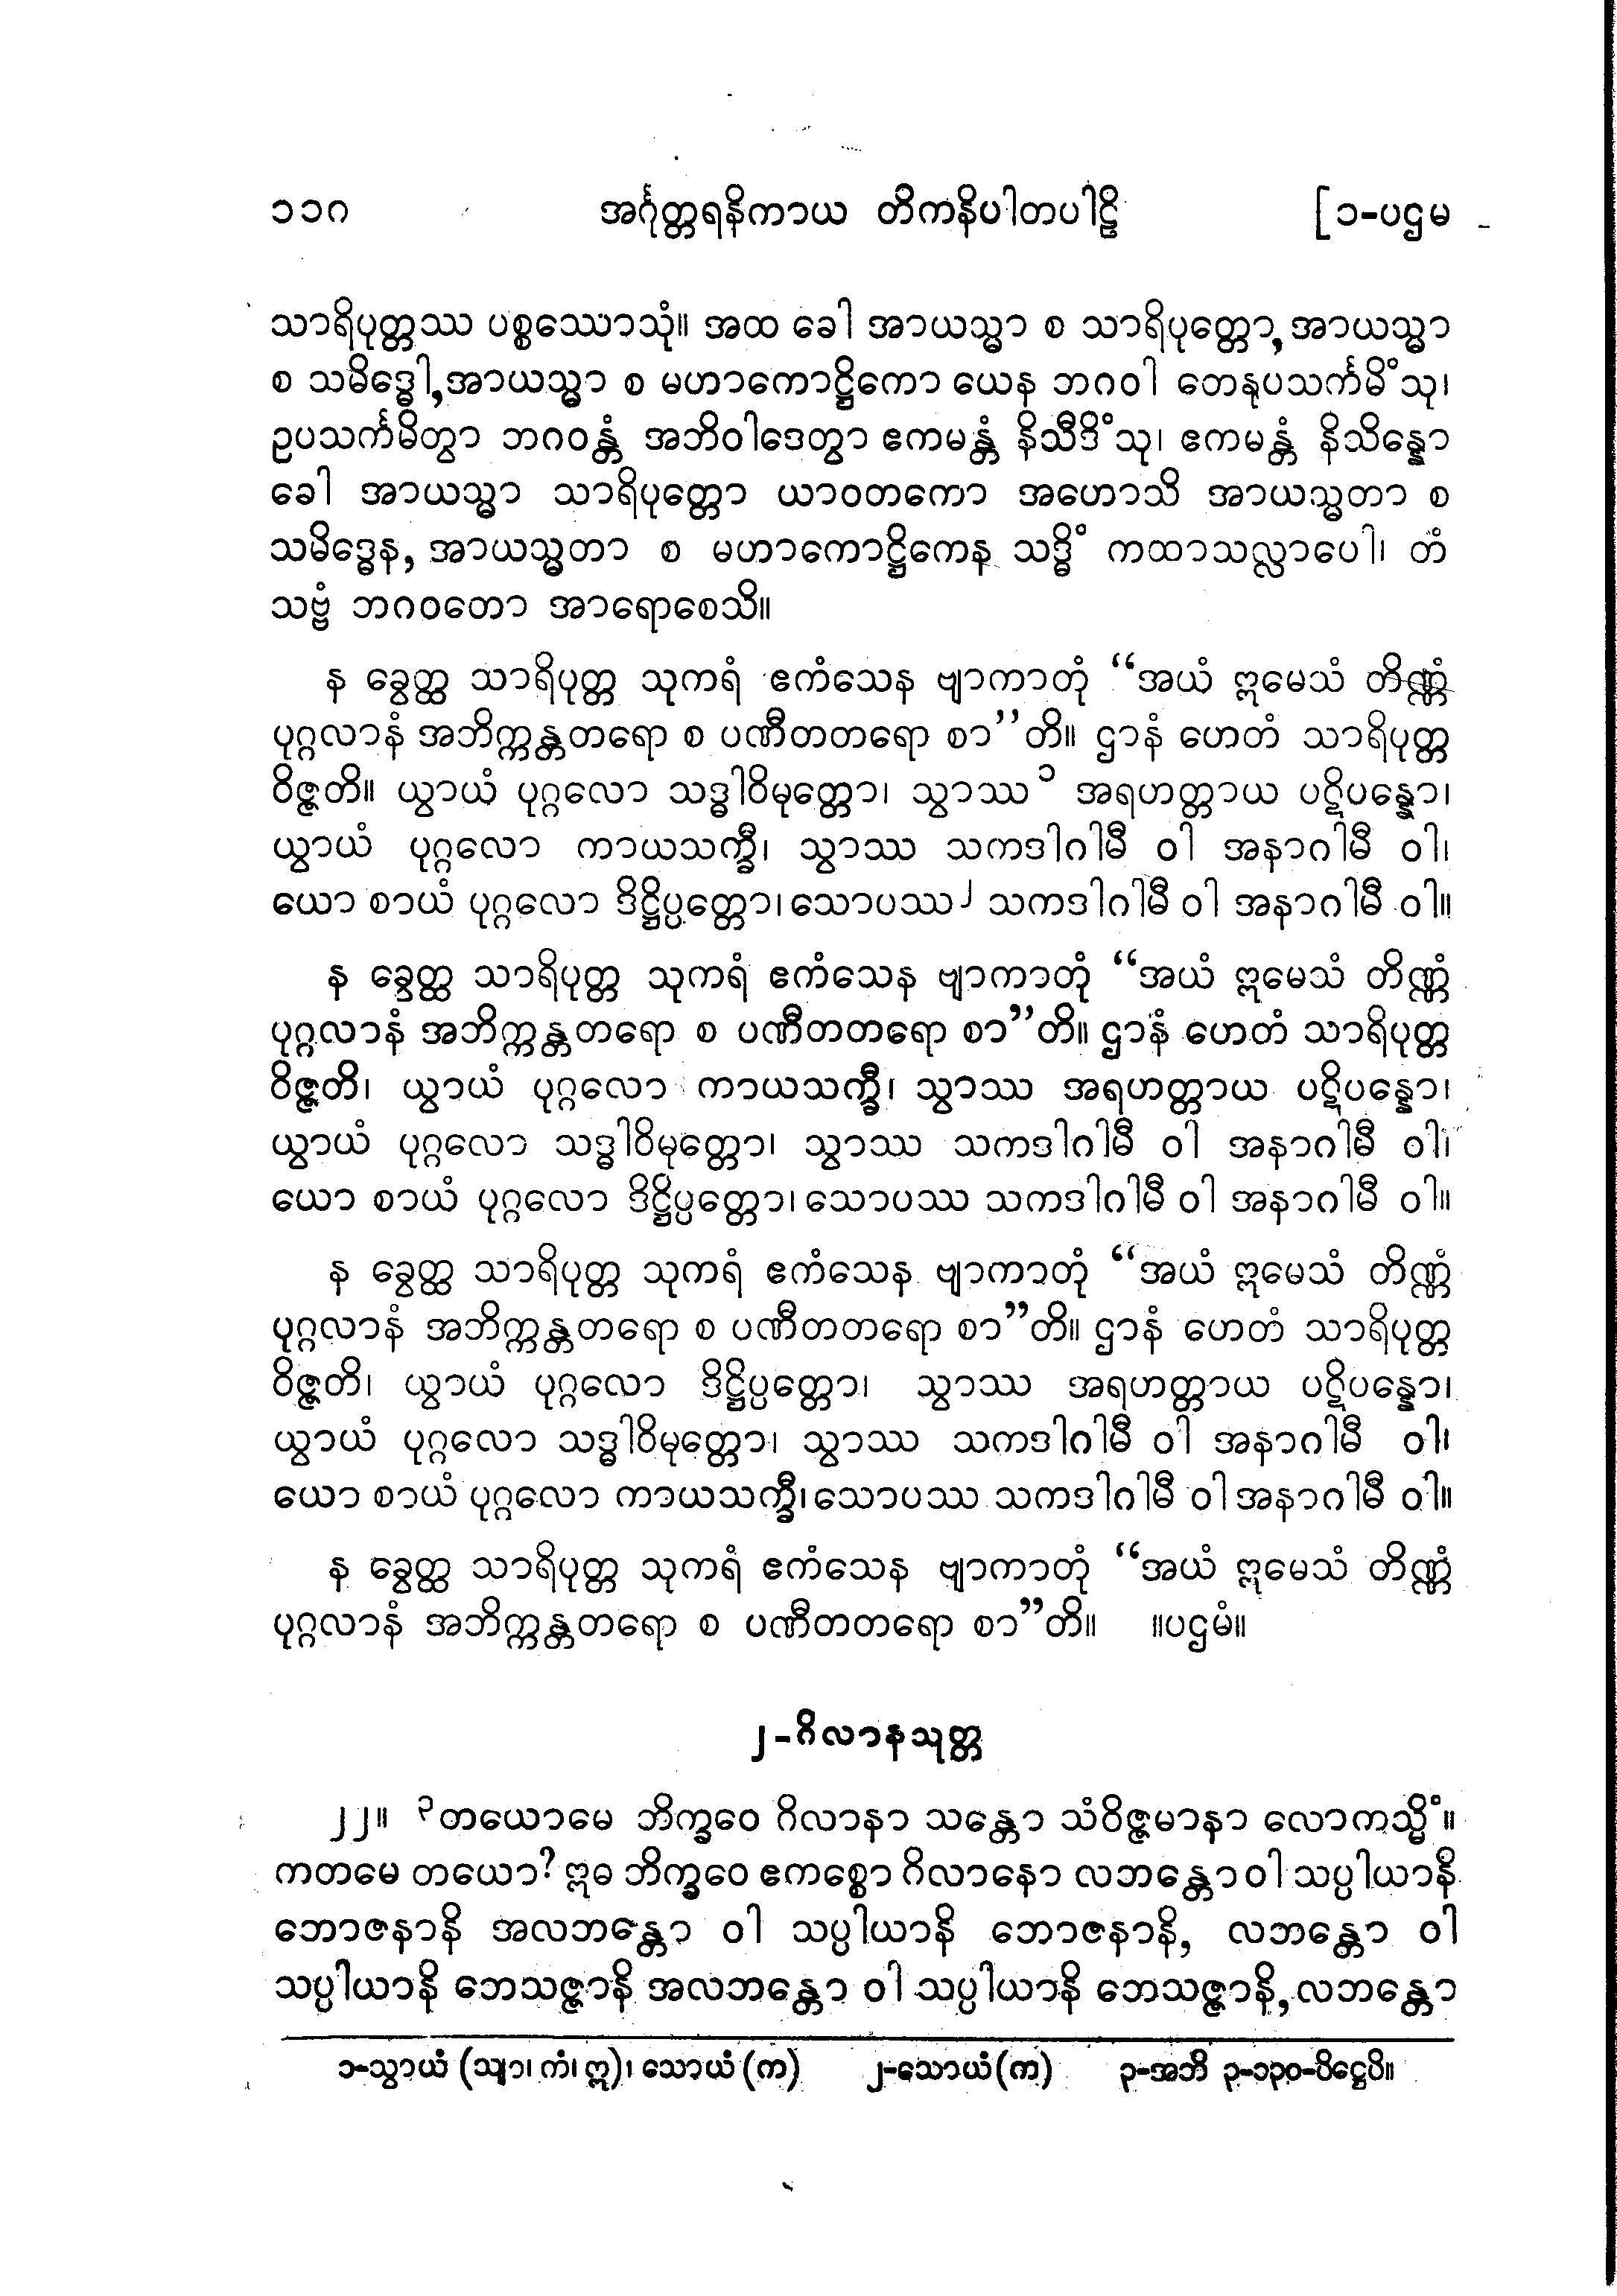 ၁၁ဂ အင်္ဂုတ္တရနိကာယ တိကနိပါတပါဠိ [၁-ပဌမ
သာရိပုတ္တဿ ပစ္စဿောသုံ။ အထ ခေါ အာယသ္မာ စ သာရိပုတ္တော, အာယသ္မာ
စ သမိဒ္ဓေါ, အာယသ္မာ စ မဟာကောဋ္ဌိကော ယေန ဘဂဝါ တေနုပသင်္ကမိံသု၊
ဥပသင်္ကမိတွာ ဘဂဝန္တံ အဘိဝါဒေတွာ ဧကမန္တံ နိသီဒိံသု၊ ဧကမန္တံ နိသိန္နော
ခေါ အာယသ္မာ သာရိပုတ္တော ယာဝတကော အဟောသိ အာယသ္မတာ စ
သမိဒ္ဓေန, အာယသ္မတာ စ မဟာကောဋ္ဌိကေန သဒ္ဓိံ ကထာသလ္လာပေါ၊ တံ
သဗ္ဗံ ဘဂဝတော အာရောစေသိ။
န ခွေတ္ထ သာရိပုတ္တ သုကရံ ဧကံသေန ဗျာကာတုံ “အယံ ဣမေသံ တိဏ္ဏံ
ပုဂ္ဂလာနံ အဘိက္ကန္တတရော စ ပဏီတတရော စာ”တိ။ ဌာနံ ဟေတံ သာရိပုတ္တ
ဝိဇ္ဇတိ။ ယွာယံ ပုဂ္ဂလော သဒ္ဓါဝိမုတ္တော၊ သွာဿ ၁ အရဟတ္တာယ ပဋိပန္နော၊
ယွာယံ ပုဂ္ဂလော ကာယသက္ခီ၊ သွာဿ သကဒါဂါမီ ဝါ အနာဂါမီ ဝါ၊
ယော စာယံ ပုဂ္ဂလော ဒိဋ္ဌိပ္ပတ္တော၊ သောပဿ ၂ သကဒါဂါမီ ဝါ အနာဂါမီ ဝါ။
န ခွေတ္ထ သာရိပုတ္တ သုကရံ ဧကံသေန ဗျာကာတုံ “အယံ ဣမေသံ တိဏ္ဏံ
ပုဂ္ဂလာနံ အဘိက္ကန္တတရော စ ပဏီတတရော စာ”တိ။ ဌာနံ ဟေတံ သာရိပုတ္တ
ဝိဇ္ဇတိ၊ ယွာယံ ပုဂ္ဂလော ကာယသက္ခီ၊ သွာဿ အရဟတ္တာယ ပဋိပန္နော၊
ယွာယံ ပုဂ္ဂလော သဒ္ဓါဝိမုတ္တော၊ သွာဿ သကဒါဂါမီ ဝါ အနာဂါမီ ဝါ၊
ယော စာယံ ပုဂ္ဂလော ဒိဋ္ဌိပ္ပတ္တော၊ သောပဿ သကဒါဂါမီ ဝါ အနာဂါမီ ဝါ။
န ခွေတ္ထ သာရိပုတ္တ သုကရံ ဧကံသေန ဗျာကာတုံ “အယံ ဣမေသံ တိဏ္ဏံ
ပုဂ္ဂလာနံ အဘိက္ကန္တတရော စ ပဏီတတရော စာ”တိ။ ဌာနံ ဟေတံ သာရိပုတ္တ
ဝိဇ္ဇတိ၊ ယွာယံ ပုဂ္ဂလော ဒိဋ္ဌိပ္ပတ္တော၊ သွာဿ အရဟတ္တာယ ပဋိပန္နော၊
ယွာယံ ပုဂ္ဂလော သဒ္ဓါဝိမုတ္တော၊ သွာဿ သကဒါဂါမီ ဝါ အနာဂါမီ ဝါ၊
ယော စာယံ ပုဂ္ဂလော ကာယသက္ခီ၊ သောပဿ သကဒါဂါမီ ဝါ အနာဂါမီ ဝါ။
န ခွေတ္ထ သာရိပုတ္တ သုကရံ ဧကံသေန ဗျာကာတုံ “အယံ ဣမေသံ တိဏ္ဏံ
ပုဂ္ဂလာနံ အဘိက္ကန္တတရော စ ပဏီတတရော စာ”တိ။ ။ပဌမံ။
၂-ဂိလာနသုတ္တ
၂၂။ ၃တယောမေ ဘိက္ခဝေ ဂိလာနာ သန္တော သံဝိဇ္ဇမာနာ လောကသ္မိံ။
ကတမေ တယော? ဣဓ ဘိက္ခဝေ ဧကစ္စော ဂိလာနော လဘန္တော ဝါ သပ္ပါယာနိ
ဘောဇနာနိ အလဘန္တော ဝါ သပ္ပါယာနိ ဘောဇနာနိ, လဘန္တော ဝါ
သပ္ပါယာနိ ဘေသဇ္ဇာနိ အလဘန္တော ဝါ သပ္ပါယာနိ ဘေသဇ္ဇာနိ, လဘန္တော
၁-သွာယံ (သျာ၊ ကံ၊ ဣ)၊ သောယံ (က) ၂-သောယံ (က) ၃-အဘိ ၃-၁၃၀-ပိဋ္ဌေပိ။